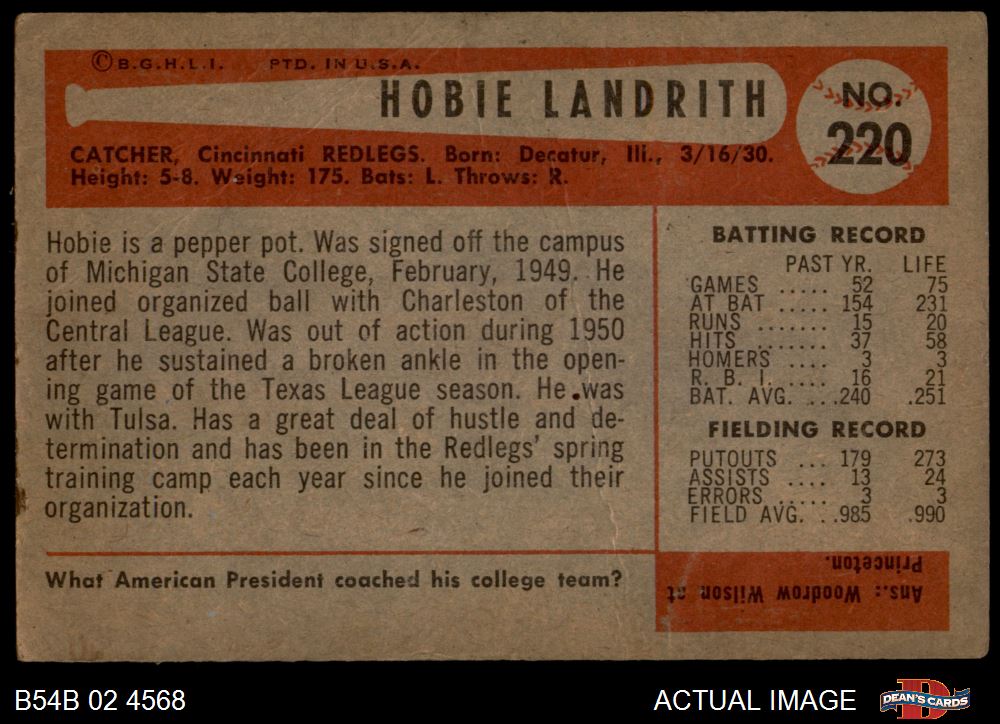 ©B.G.H.L.I. PTD. IN U.S.A.
HOBIE LANDRITH
NO.
220
CATCHER, Cincinnati REDLEGS. Born: Decatur, Ill., 3/16/30.
Height: 5-8. Weight: 175. Bats: L. Throws: R.
Hobie is a pepper pot. Was signed off the campus
of Michigan State College, February, 1949. He
joined organized ball with Charleston of the
Central League. Was out of action during 1950
after he sustained a broken ankle in the open-
ing game of the Texas League season. He was
with Tulsa. Has a great deal of hustle and de-
termination and has been in the Redlegs' spring
training camp each year since he joined their
organization.
BATTING RECORD
PAST YR. LIFE
GAMES ..... 52 75
AT BAT ..... 154 231
RUNS ....... 15 20
HITS ....... 37 58
HOMERS .... 3 3
R. B. I. .... 16 21
BAT. AVG. ...240 .251
FIELDING RECORD
PUTOUTS ... 179 273
ASSISTS .... 13 24
ERRORS ..... 3 3
FIELD AVG. ..985 .990
What American President coached his college team?
Ans.: Woodrow Wilson at
Princeton.
B54B 02 4568
ACTUAL IMAGE
D
DEAN'S CARDS